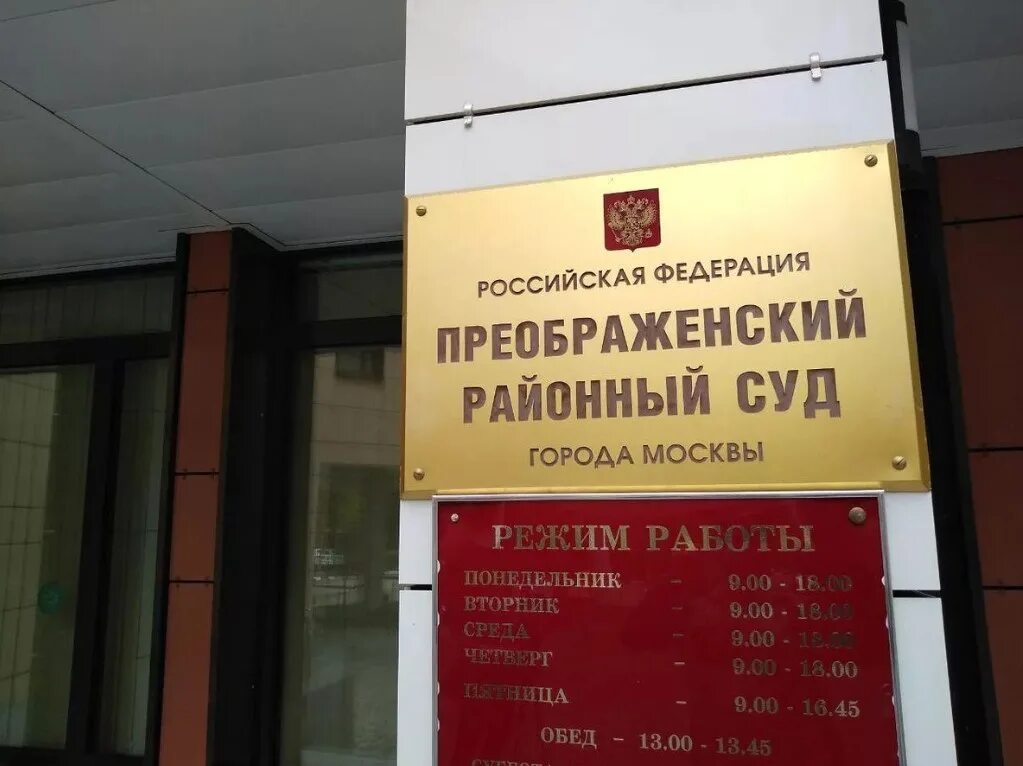 РОССИЙСКАЯ ФЕДЕРАЦИЯ
ПРЕОБРАЖЕНСКИЙ
РАЙОННЫЙ СУД
ГОРОДА МОСКВЫ
РЕЖИМ РАБОТЫ
ПОНЕДЕЛЬНИК - 9.00 - 18.00
ВТОРНИК - 9.00 - 18.00
СРЕДА - 9.00 - 18.00
ЧЕТВЕРГ - 9.00 - 18.00
ПЯТНИЦА - 9.00 - 16.45
ОБЕД - 13.00 - 13.45